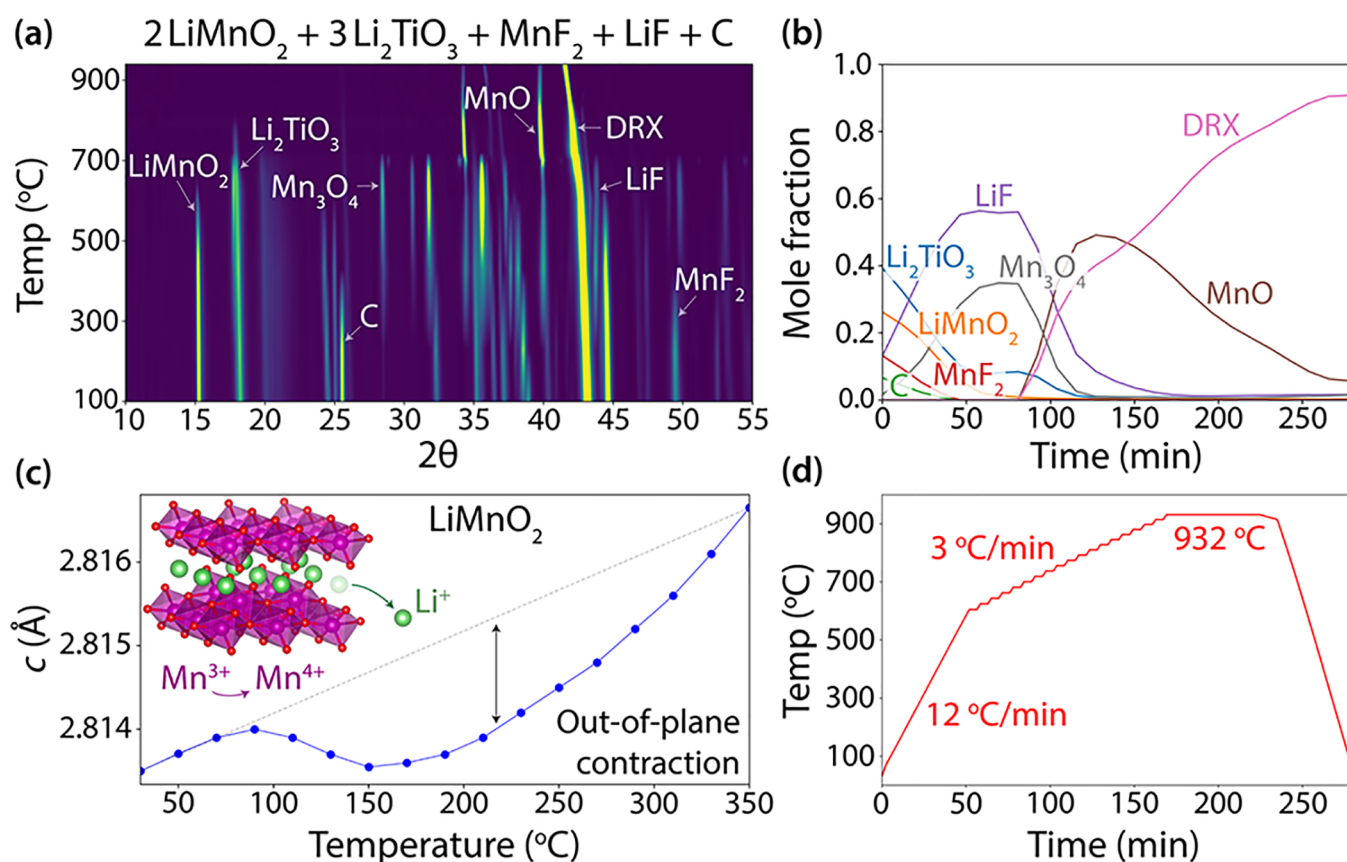 (a) 2 LiMnO₂ + 3 Li₂TiO₃ + MnF₂ + LiF + C
900
700
500
300
100
Temp (°C)
LiMnO₂
Li₂TiO₃
Mn₃O₄
C
MnO
DRX
LiF
MnF₂
10 15 20 25 30 35 40 45 50 55
2θ
(b)
1.0
0.8
0.6
0.4
0.2
0.0
Mole fraction
DRX
LiF
Li₂TiO₃
Mn₃O₄
LiMnO₂
MnO
MnF₂
C
0 50 100 150 200 250
Time (min)
(c)
LiMnO₂
2.816
2.815
2.814
c (Å)
Li⁺
Mn³⁺ Mn⁴⁺
Out-of-plane
contraction
50 100 150 200 250 300 350
Temperature (°C)
(d)
900
700
500
300
100
Temp (°C)
3 °C/min
932 °C
12 °C/min
0 50 100 150 200 250
Time (min)